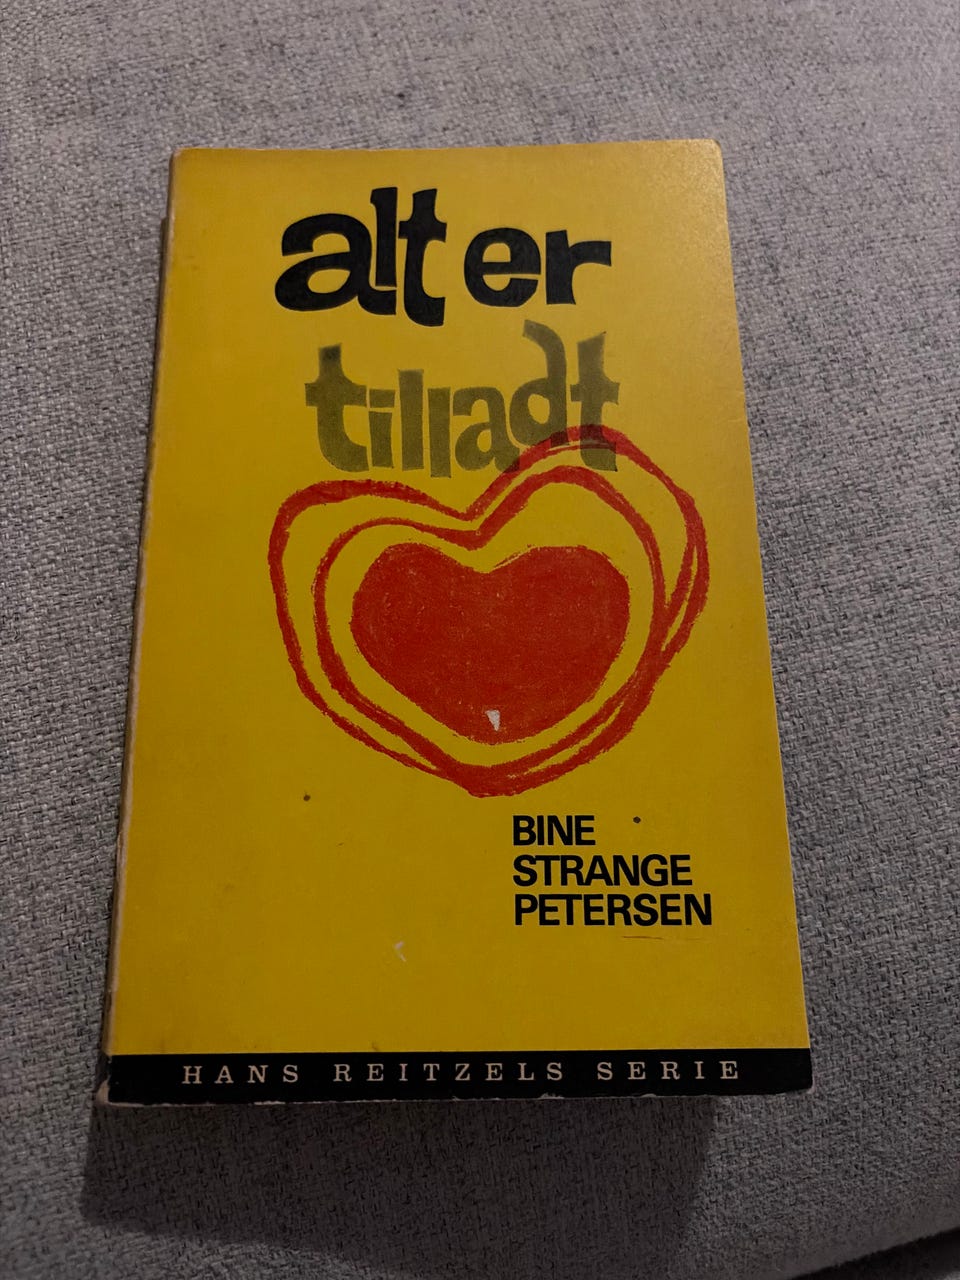 alt er
tilladt
BINE
STRANGE
PETERSEN
HANS REITZELS SERIE